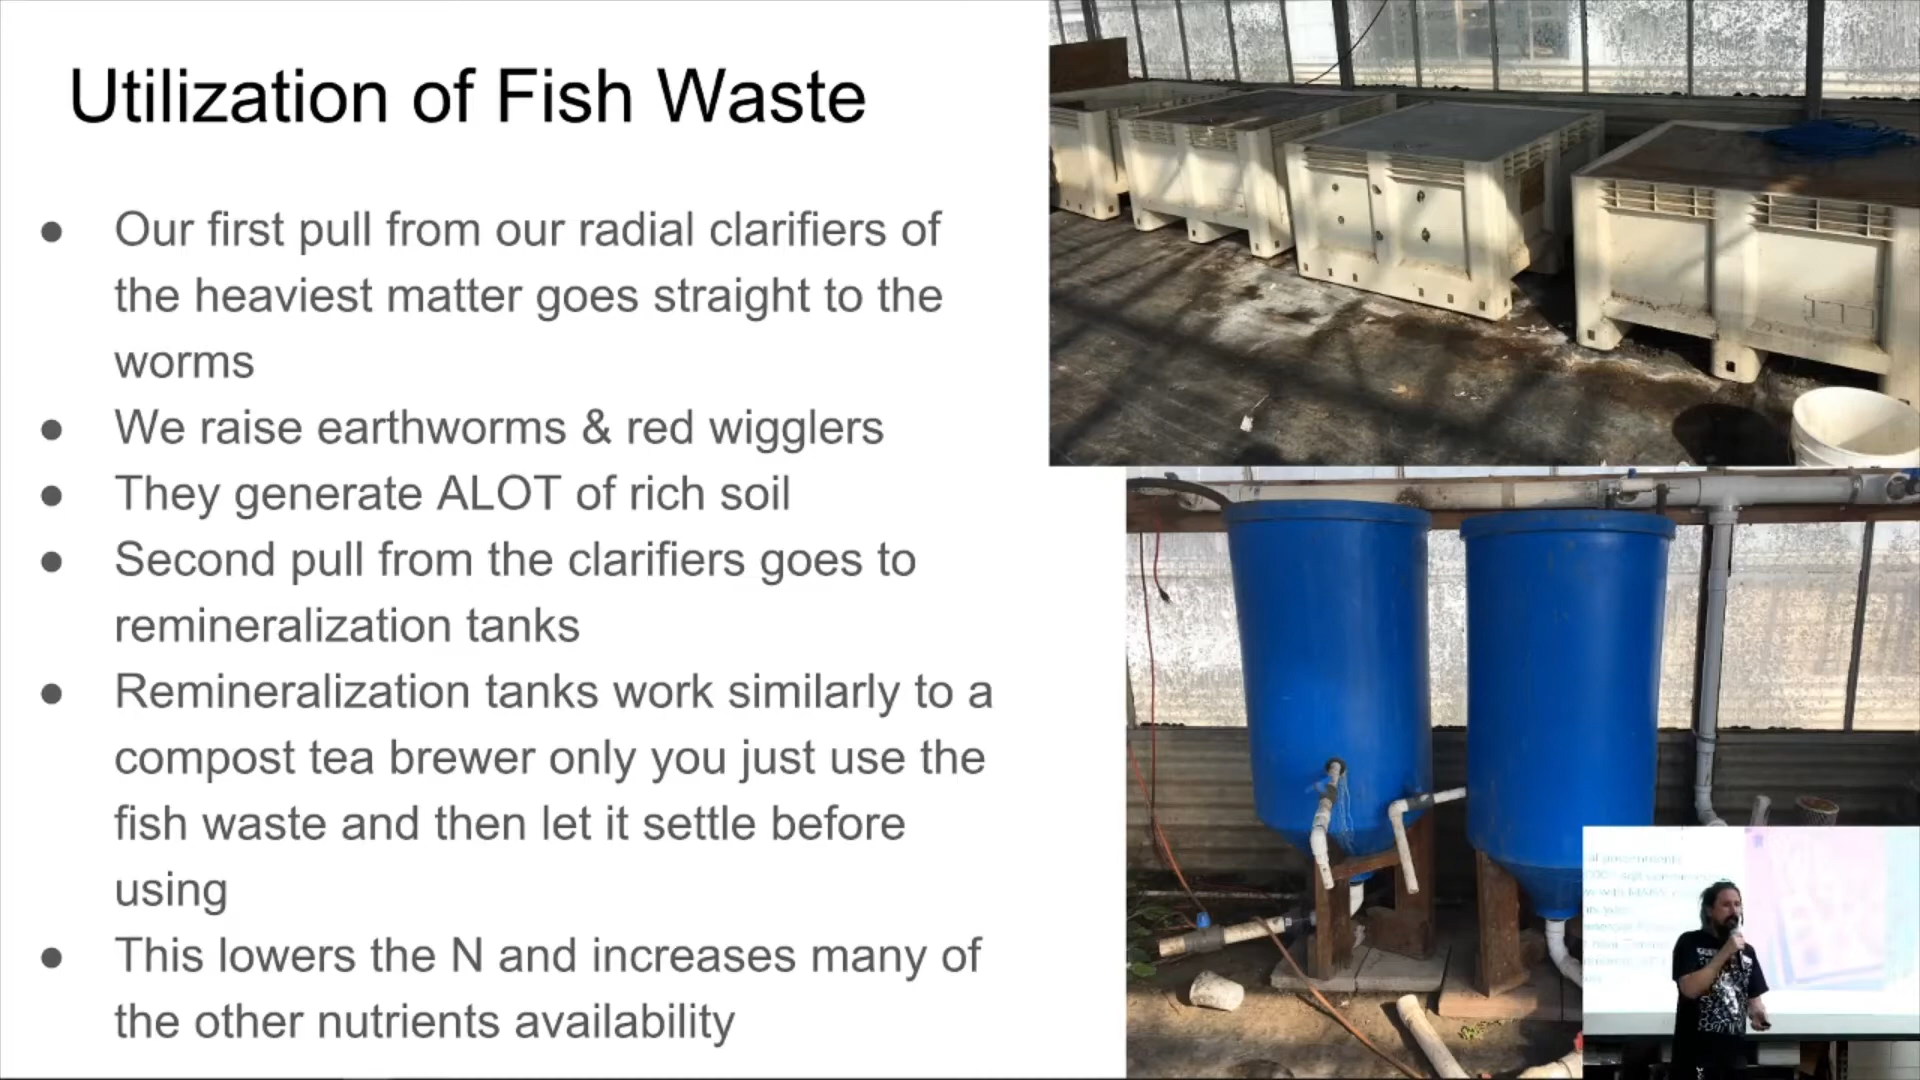 Utilization of Fish Waste
● Our first pull from our radial clarifiers of
the heaviest matter goes straight to the
worms
● We raise earthworms & red wigglers
● They generate ALOT of rich soil
● Second pull from the clarifiers goes to
remineralization tanks
● Remineralization tanks work similarly to a
compost tea brewer only you just use the
fish waste and then let it settle before
using
● This lowers the N and increases many of
the other nutrients availability